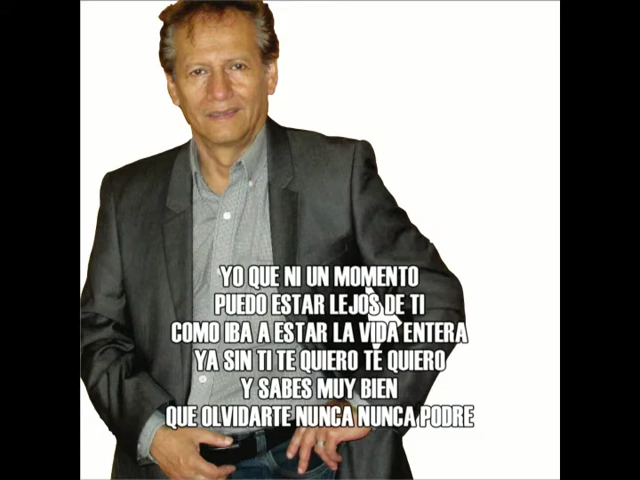 YO QUE NI UN MOMENTO
PUEDO ESTAR LEJOS DE TI
COMO IBA A ESTAR LA VIDA ENTERA
YA SIN TI TE QUIERO TE QUIERO
Y SABES MUY BIEN
QUE OLVIDARTE NUNCA NUNCA PODRE